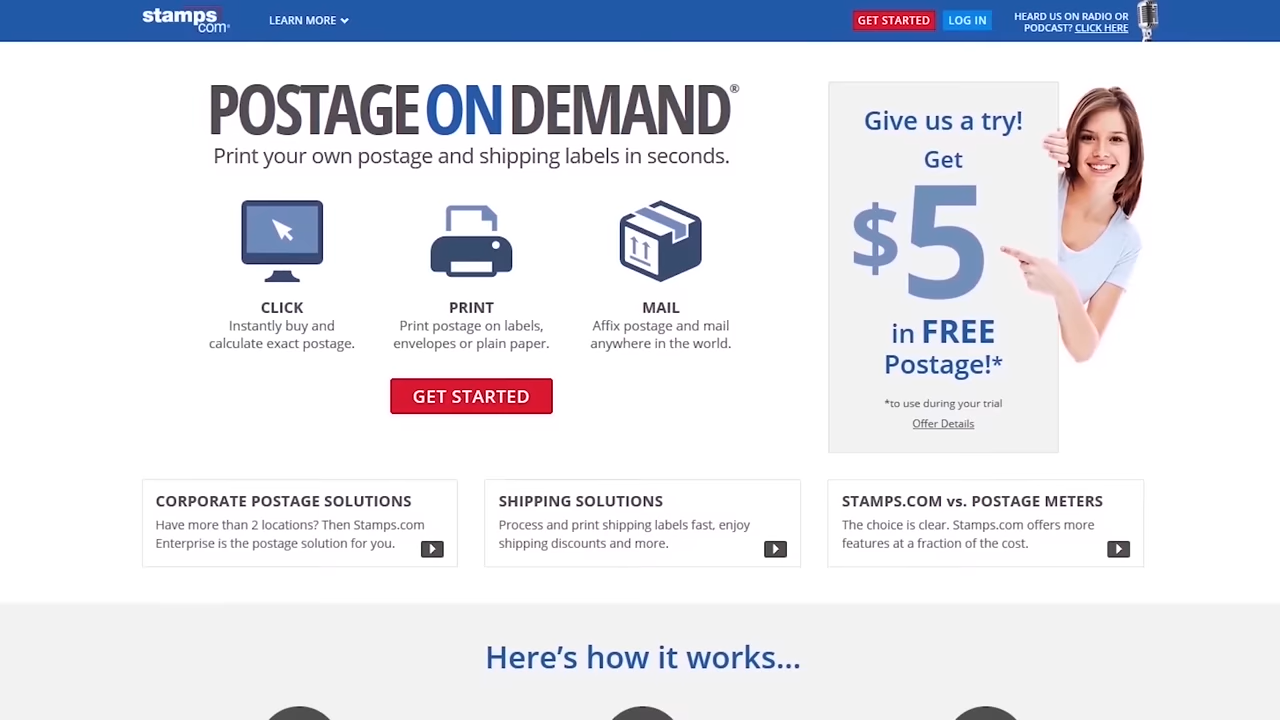 stamps
.com®
LEARN MORE
GET STARTED
LOG IN
HEARD US ON RADIO OR
PODCAST? CLICK HERE
POSTAGE ON DEMAND®
Print your own postage and shipping labels in seconds.
CLICK
Instantly buy and
calculate exact postage.
PRINT
Print postage on labels,
envelopes or plain paper.
MAIL
Affix postage and mail
anywhere in the world.
GET STARTED
Give us a try!
Get
$5
in FREE
Postage!*
*to use during your trial
Offer Details
CORPORATE POSTAGE SOLUTIONS
Have more than 2 locations? Then Stamps.com
Enterprise is the postage solution for you.
SHIPPING SOLUTIONS
Process and print shipping labels fast, enjoy
shipping discounts and more.
STAMPS.COM vs. POSTAGE METERS
The choice is clear. Stamps.com offers more
features at a fraction of the cost.
Here's how it works...